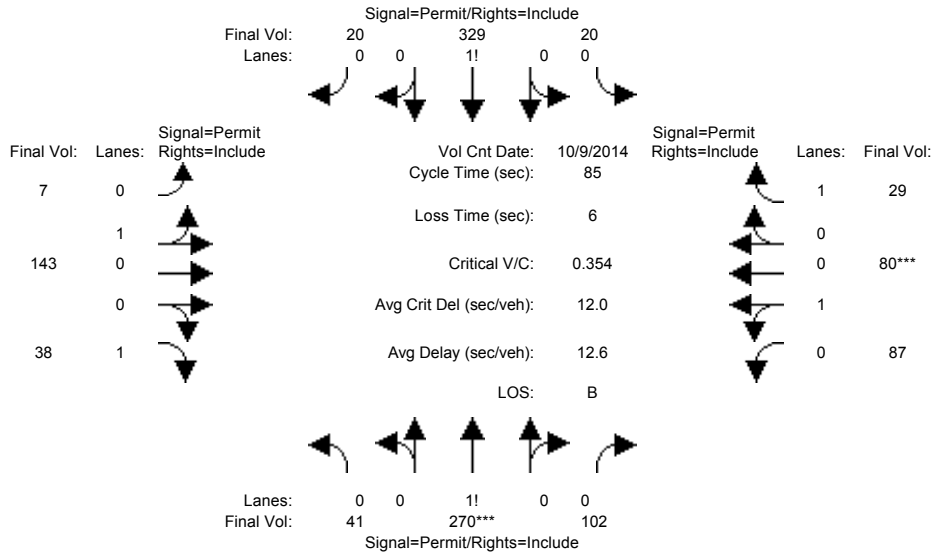 Signal=Permit/Rights=Include
Final Vol: 20 329 20
Lanes: 0 0 1! 0 0
Signal=Permit
Final Vol: Lanes: Rights=Include
Vol Cnt Date: 10/9/2014
Signal=Permit
Rights=Include Lanes: Final Vol:
Cycle Time (sec): 85
7 0
1 29
Loss Time (sec): 6
1
0
143 0
Critical V/C: 0.354
0 80***
0
Avg Crit Del (sec/veh): 12.0
1
38 1
Avg Delay (sec/veh): 12.6
0 87
LOS: B
Lanes: 0 0 1! 0 0
Final Vol: 41 270*** 102
Signal=Permit/Rights=Include